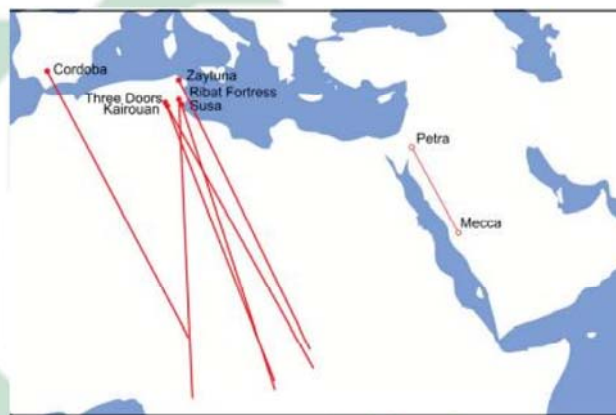 Cordoba
Zaytuna
Three Doors
Ribat Fortress
Kairouan
Susa
Petra
Mecca